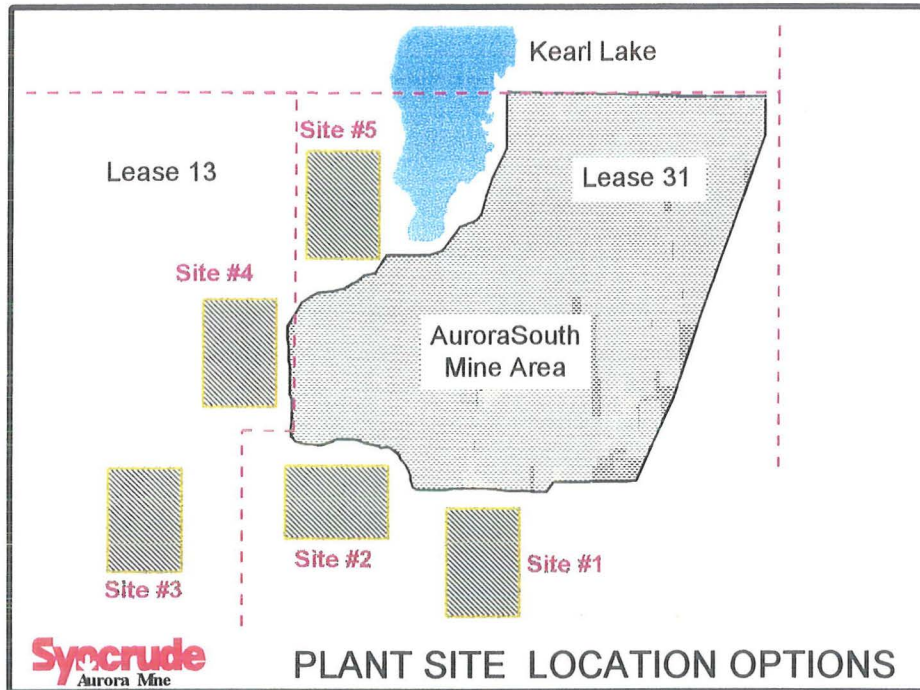 Kearl Lake
Site #5
Lease 13
Lease 31
Site #4
AuroraSouth
Mine Area
Site #2
Site #1
Site #3
Syncrude
Aurora Mne
PLANT SITE LOCATION OPTIONS